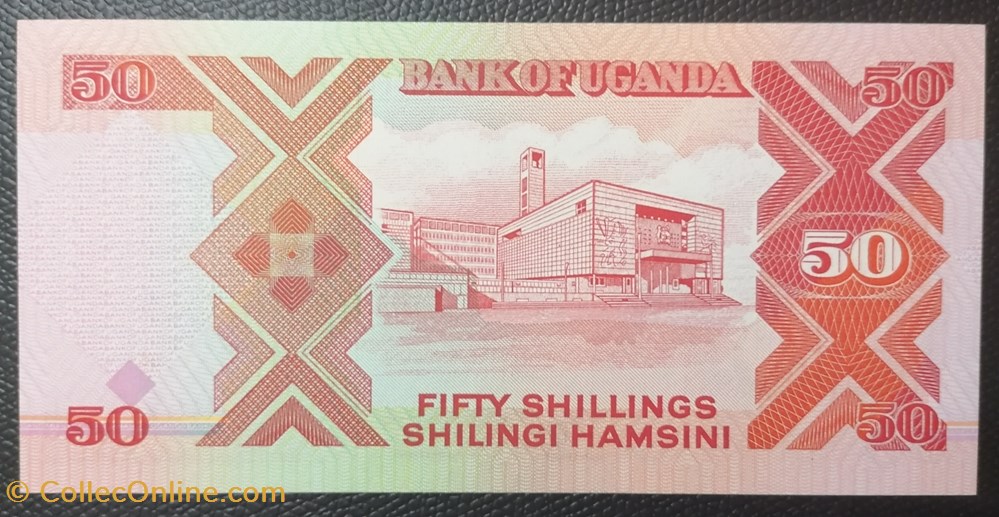 50 BANK OF UGANDA 50
50
FIFTY SHILLINGS
50 SHILINGI HAMSINI 50
© CollecOnline.com